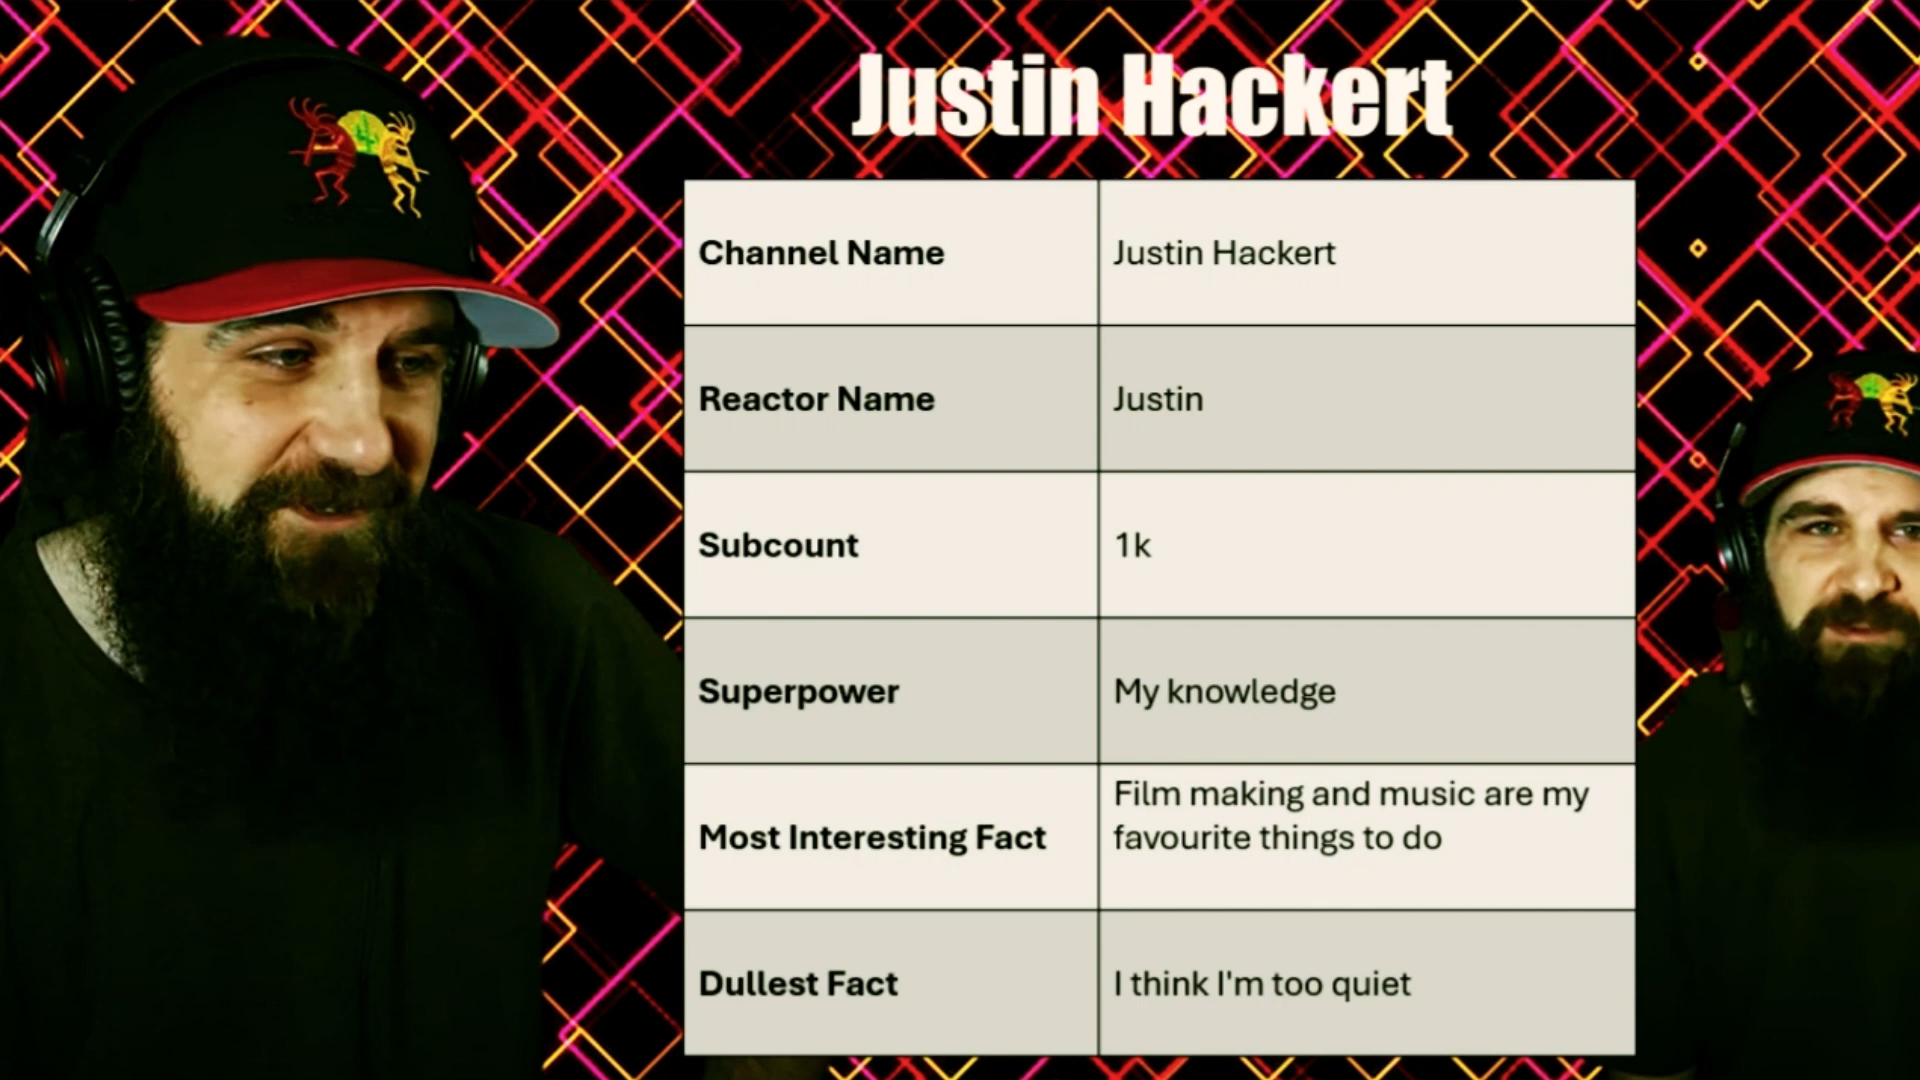 Justin Hackert
Channel Name
Justin Hackert
Reactor Name
Justin
Subcount
1k
Superpower
My knowledge
Most Interesting Fact
Film making and music are my
favourite things to do
Dullest Fact
I think I'm too quiet